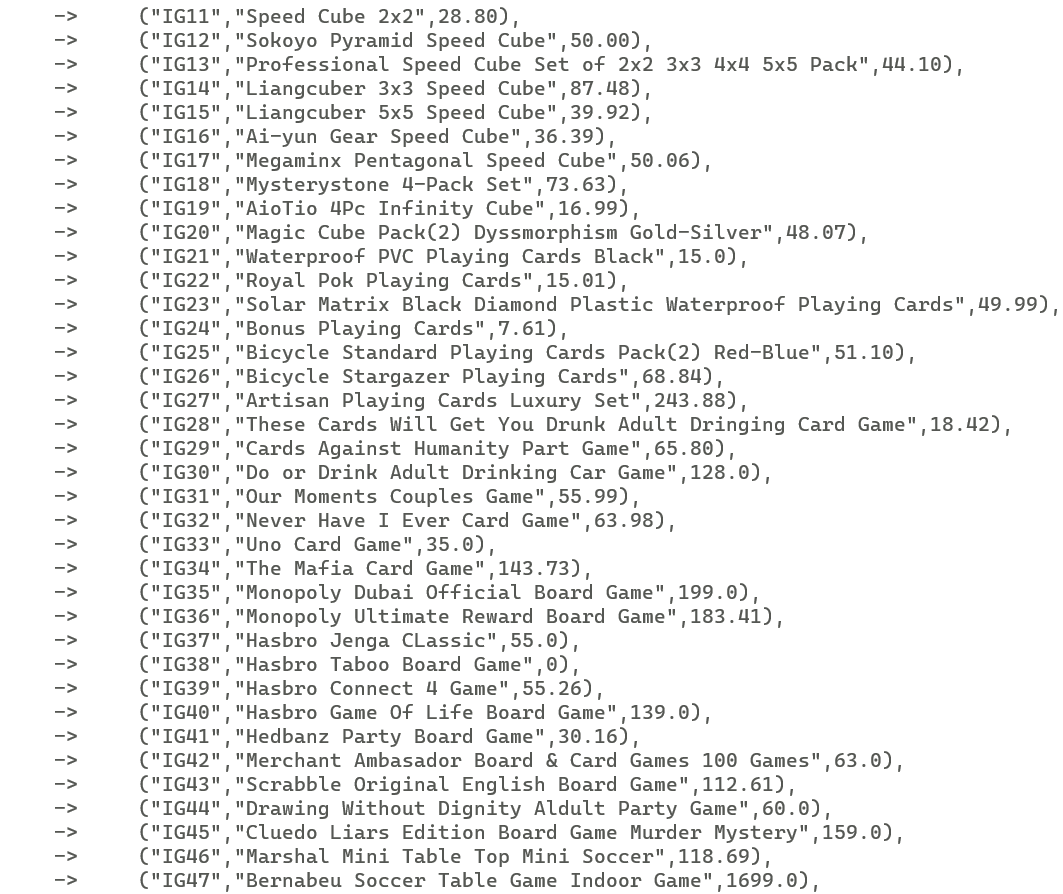 -> ("IG11","Speed Cube 2x2",28.80),
-> ("IG12","Sokoyo Pyramid Speed Cube",50.00),
-> ("IG13","Professional Speed Cube Set of 2x2 3x3 4x4 5x5 Pack",44.10),
-> ("IG14","Liangcuber 3x3 Speed Cube",87.48),
-> ("IG15","Liangcuber 5x5 Speed Cube",39.92),
-> ("IG16","Ai-yun Gear Speed Cube",36.39),
-> ("IG17","Megaminx Pentagonal Speed Cube",50.06),
-> ("IG18","Mysterystone 4-Pack Set",73.63),
-> ("IG19","AioTio 4Pc Infinity Cube",16.99),
-> ("IG20","Magic Cube Pack(2) Dyssmorphism Gold-Silver",48.07),
-> ("IG21","Waterproof PVC Playing Cards Black",15.0),
-> ("IG22","Royal Pok Playing Cards",15.01),
-> ("IG23","Solar Matrix Black Diamond Plastic Waterproof Playing Cards",49.99),
-> ("IG24","Bonus Playing Cards",7.61),
-> ("IG25","Bicycle Standard Playing Cards Pack(2) Red-Blue",51.10),
-> ("IG26","Bicycle Stargazer Playing Cards",68.84),
-> ("IG27","Artisan Playing Cards Luxury Set",243.88),
-> ("IG28","These Cards Will Get You Drunk Adult Dringing Card Game",18.42),
-> ("IG29","Cards Against Humanity Part Game",65.80),
-> ("IG30","Do or Drink Adult Drinking Car Game",128.0),
-> ("IG31","Our Moments Couples Game",55.99),
-> ("IG32","Never Have I Ever Card Game",63.98),
-> ("IG33","Uno Card Game",35.0),
-> ("IG34","The Mafia Card Game",143.73),
-> ("IG35","Monopoly Dubai Official Board Game",199.0),
-> ("IG36","Monopoly Ultimate Reward Board Game",183.41),
-> ("IG37","Hasbro Jenga CLassic",55.0),
-> ("IG38","Hasbro Taboo Board Game",0),
-> ("IG39","Hasbro Connect 4 Game",55.26),
-> ("IG40","Hasbro Game Of Life Board Game",139.0),
-> ("IG41","Hedbanz Party Board Game",30.16),
-> ("IG42","Merchant Ambasador Board & Card Games 100 Games",63.0),
-> ("IG43","Scrabble Original English Board Game",112.61),
-> ("IG44","Drawing Without Dignity Aldult Party Game",60.0),
-> ("IG45","Cluedo Liars Edition Board Game Murder Mystery",159.0),
-> ("IG46","Marshal Mini Table Top Mini Soccer",118.69),
-> ("IG47","Bernabeu Soccer Table Game Indoor Game",1699.0),